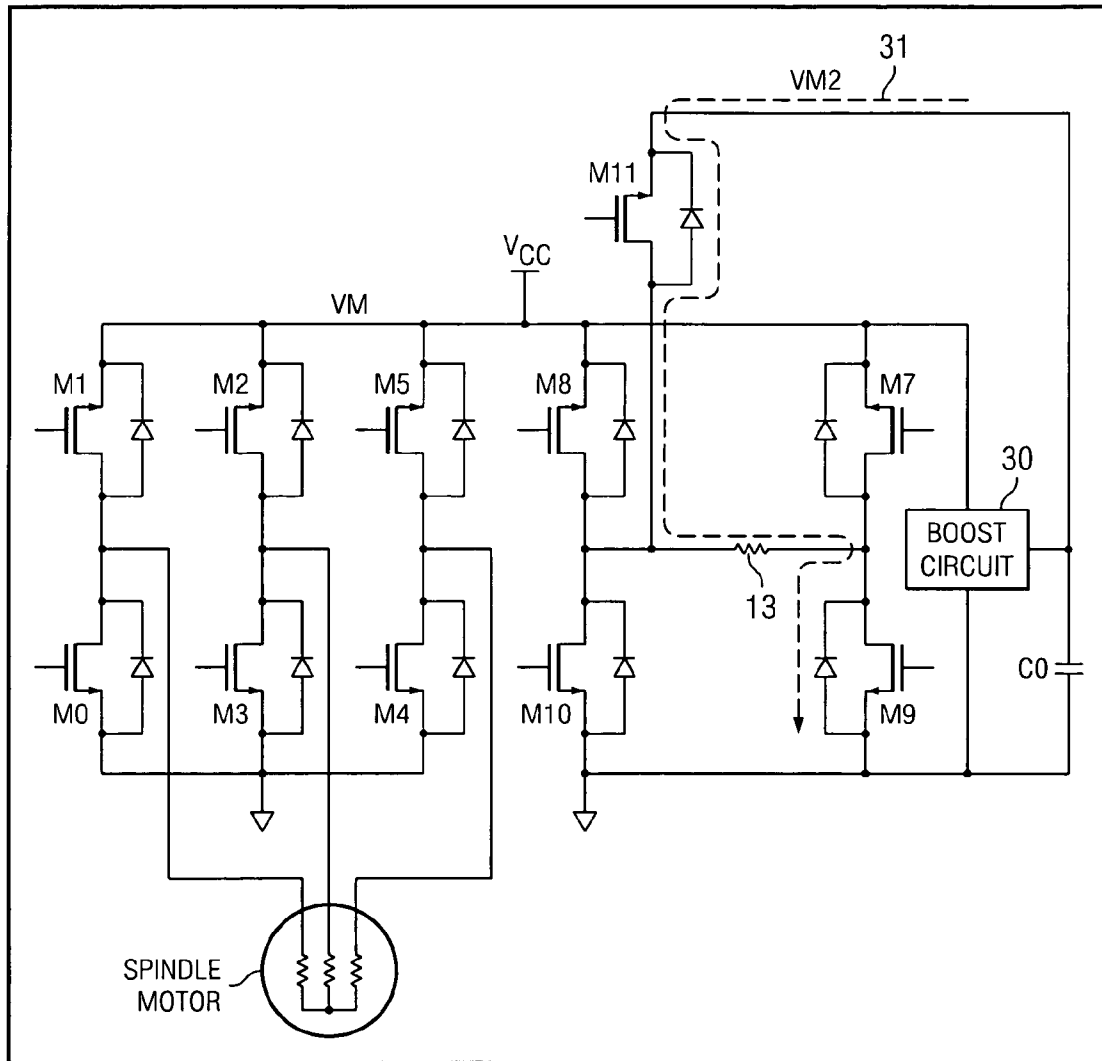 31
VM2
M11
VCC
VM
M1
M2
M5
M8
M7
30
BOOST
CIRCUIT
13
C0
M0
M3
M4
M10
M9
SPINDLE
MOTOR